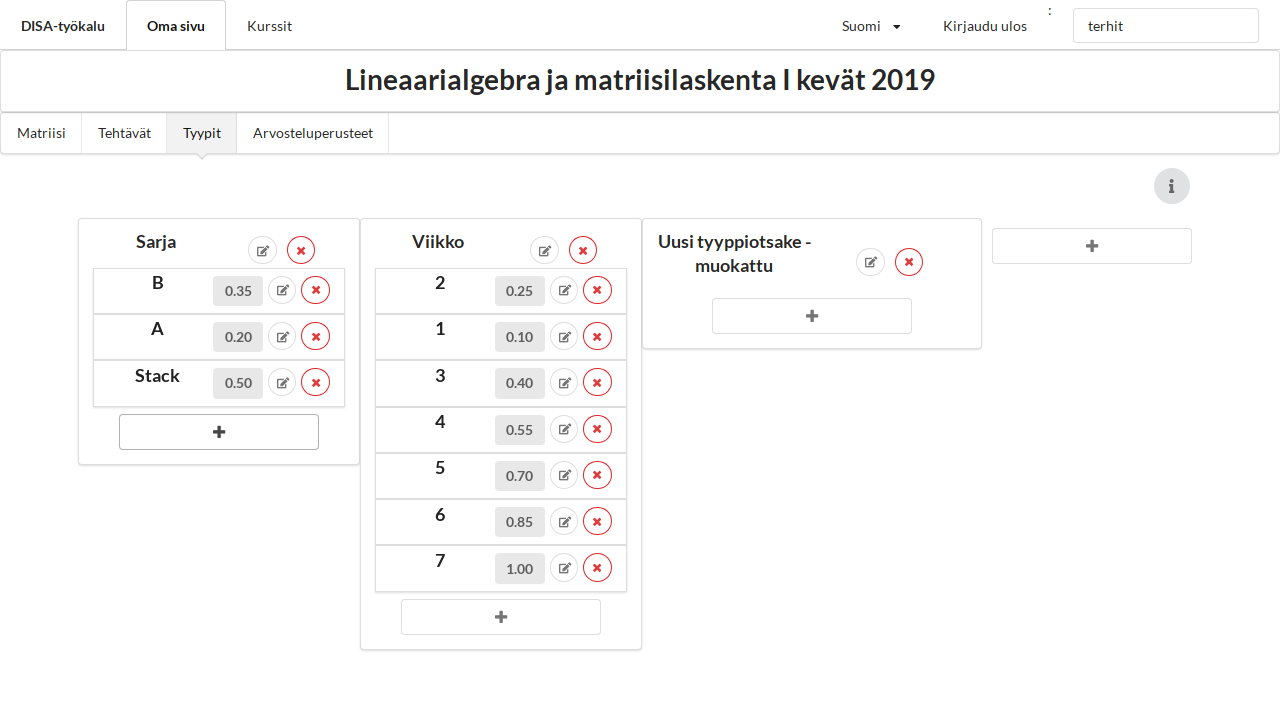 DISA-työkalu Oma sivu Kurssit Suomi Kirjaudu ulos : terhit
Lineaarialgebra ja matriisilaskenta I kevät 2019
Matriisi Tehtävät Tyypit Arvosteluperusteet
Sarja
B 0.35
A 0.20
Stack 0.50
Viikko
2 0.25
1 0.10
3 0.40
4 0.55
5 0.70
6 0.85
7 1.00
Uusi tyyppiotsake -
muokattu